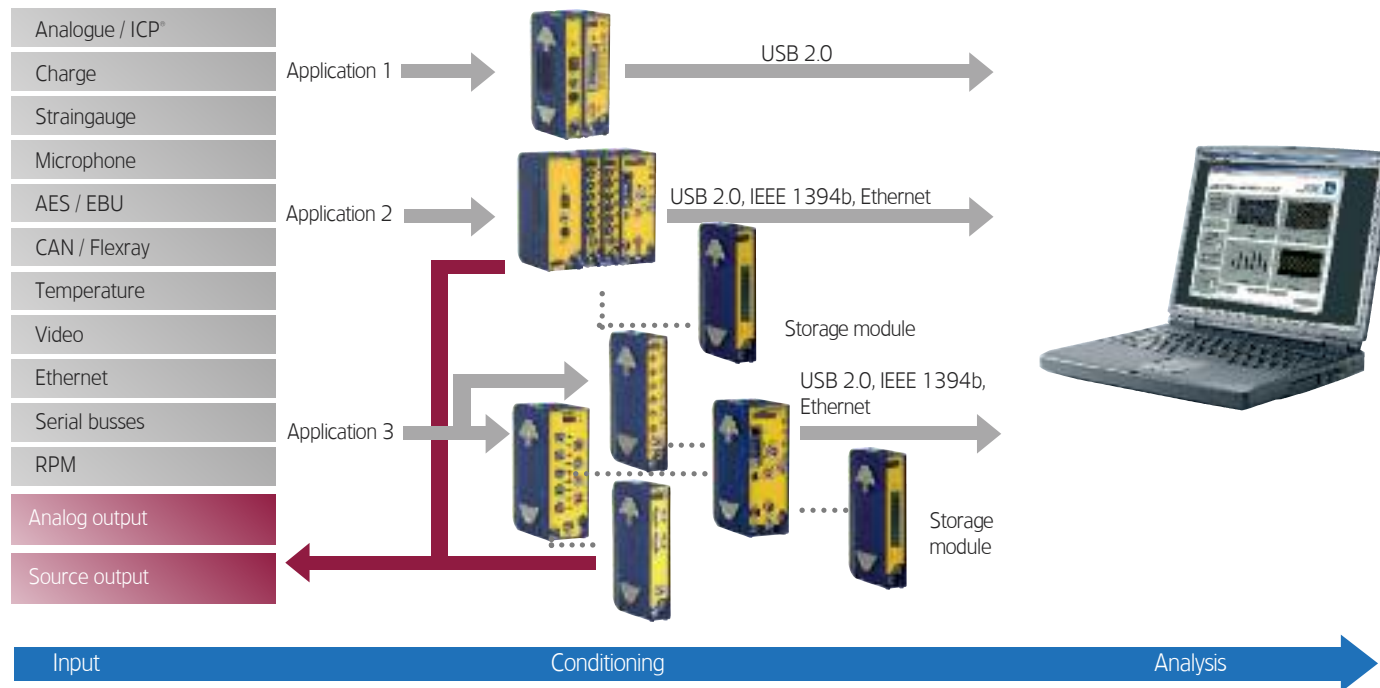 Analogue / ICP®
Charge
Straingauge
Microphone
AES / EBU
CAN / Flexray
Temperature
Video
Ethernet
Serial busses
RPM
Analog output
Source output
Application 1
USB 2.0
Application 2
USB 2.0, IEEE 1394b, Ethernet
Storage module
Application 3
USB 2.0, IEEE 1394b,
Ethernet
Storage
module
Input
Conditioning
Analysis